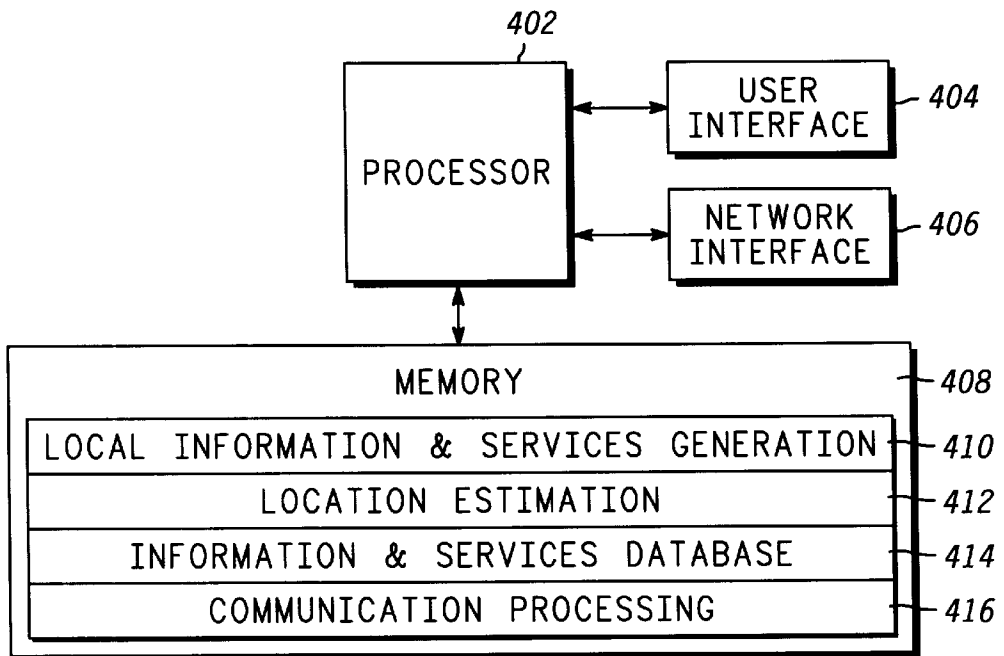 402
USER
INTERFACE
404
PROCESSOR
NETWORK
INTERFACE
406
MEMORY
408
LOCAL INFORMATION & SERVICES GENERATION
410
LOCATION ESTIMATION
412
INFORMATION & SERVICES DATABASE
414
COMMUNICATION PROCESSING
416